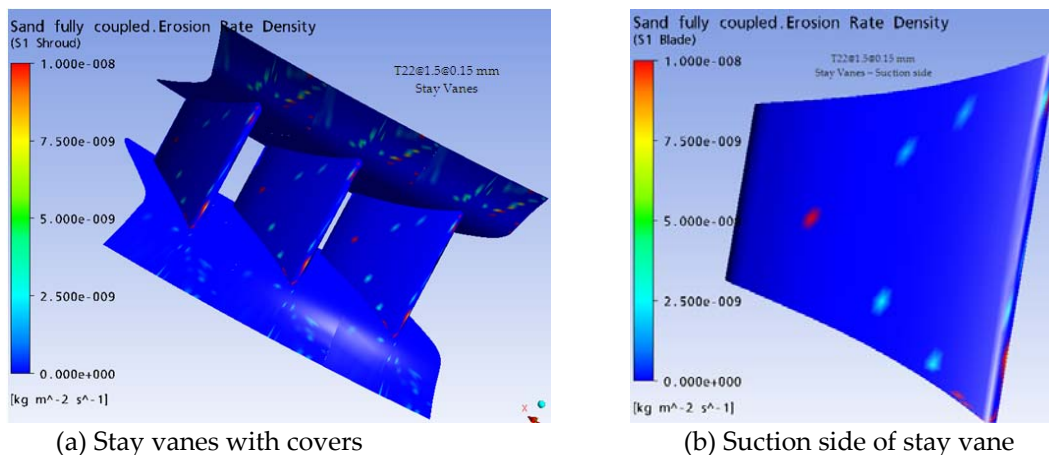 Sand fully coupled.Erosion Rate Density
(S1 Shroud)
T22@1.5@0.15 mm
Stay Vanes
1.000e-008
7.500e-009
5.000e-009
2.500e-009
0.000e+000
[kg m^-2 s^-1]
x
(a) Stay vanes with covers
Sand fully coupled.Erosion Rate Density
(S1 Blade)
T22@1.5@0.15 mm
Stay Vanes – Suction side
1.000e-008
7.500e-009
5.000e-009
2.500e-009
0.000e+000
[kg m^-2 s^-1]
(b) Suction side of stay vane